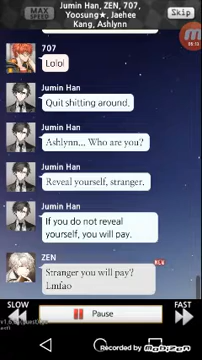 MAX
SPEED
Jumin Han, ZEN, 707,
Yoosung★, Jaehee
Kang, Ashlynn
Skip
707
Lolol
Jumin Han
Quit shitting around.
Jumin Han
Ashlynn,,, Who are you?
Jumin Han
Reveal yourself, stranger.
Jumin Han
If you do not reveal
yourself, you will pay.
ZEN
Stranger you will pay?
Lmfao
SLOW
Pause
FAST
Recorded by